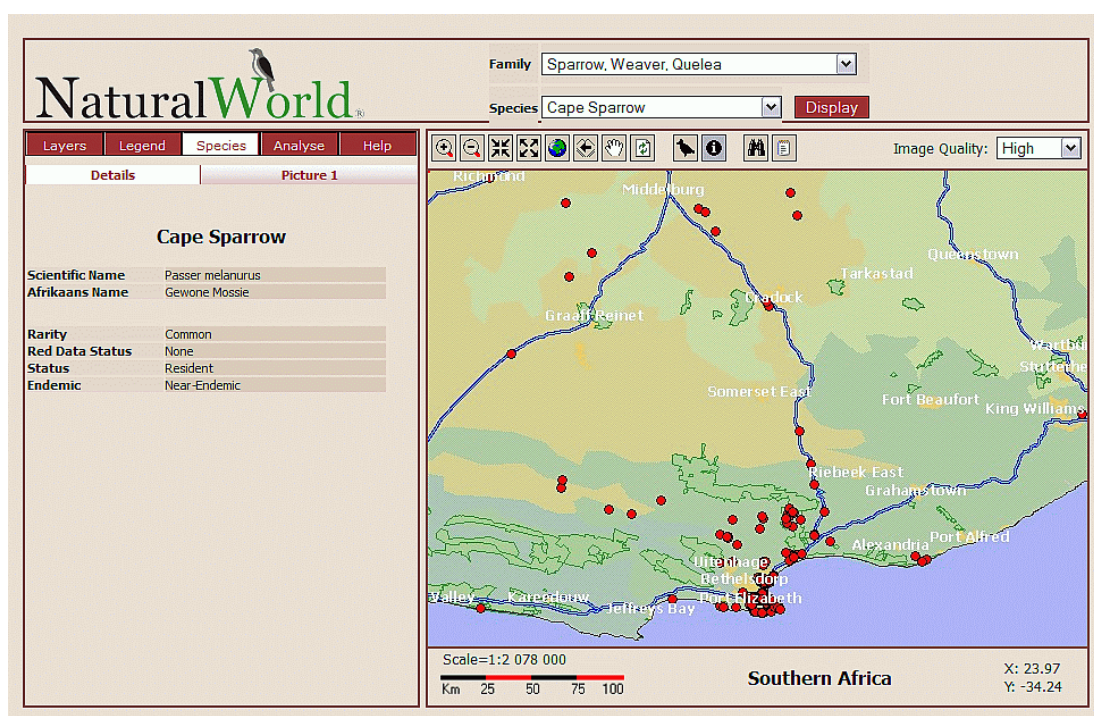 NaturalWorld®
Family Sparrow, Weaver, Quelea
Species Cape Sparrow Display
Layers Legend Species Analyse Help
Details Picture 1
Image Quality: High
Cape Sparrow
Scientific Name Passer melanurus
Afrikaans Name Gewone Mossie
Rarity Common
Red Data Status None
Status Resident
Endemic Near-Endemic
Richmond
Middelburg
Queenstown
Tarkastad
Cradock
Graaff Reinet
Wartbu
Stutterhe
Somerset East
Fort Beaufort
King Williams
Riebeek East
Grahamstown
Port Alfred
Alexandria
Uitenhage
Bethelsdorp
Valley
Kareedouw
Port Elizabeth
Jeffreys Bay
Scale=1:2 078 000
Km 25 50 75 100
Southern Africa
X: 23.97
Y: -34.24